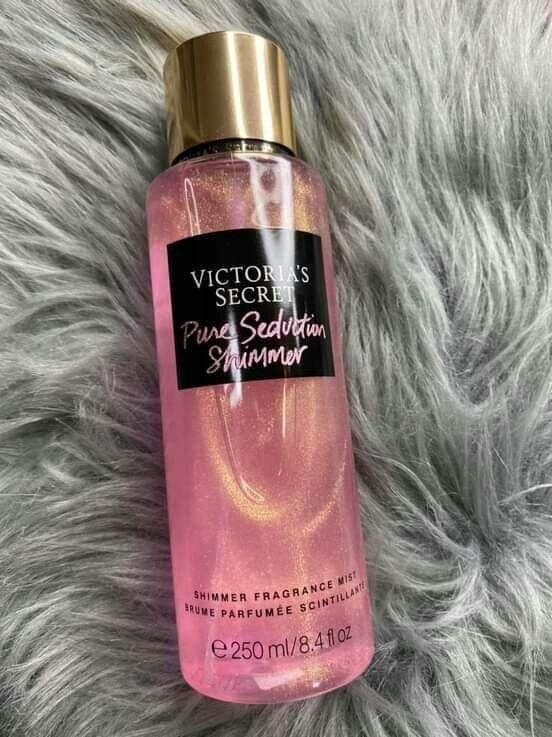 VICTORIA'S
SECRET
Pure Seduction
Shimmer
SHIMMER FRAGRANCE MIST
BRUME PARFUMÉE SCINTILLANTE
e 250 ml/8.4 fl oz